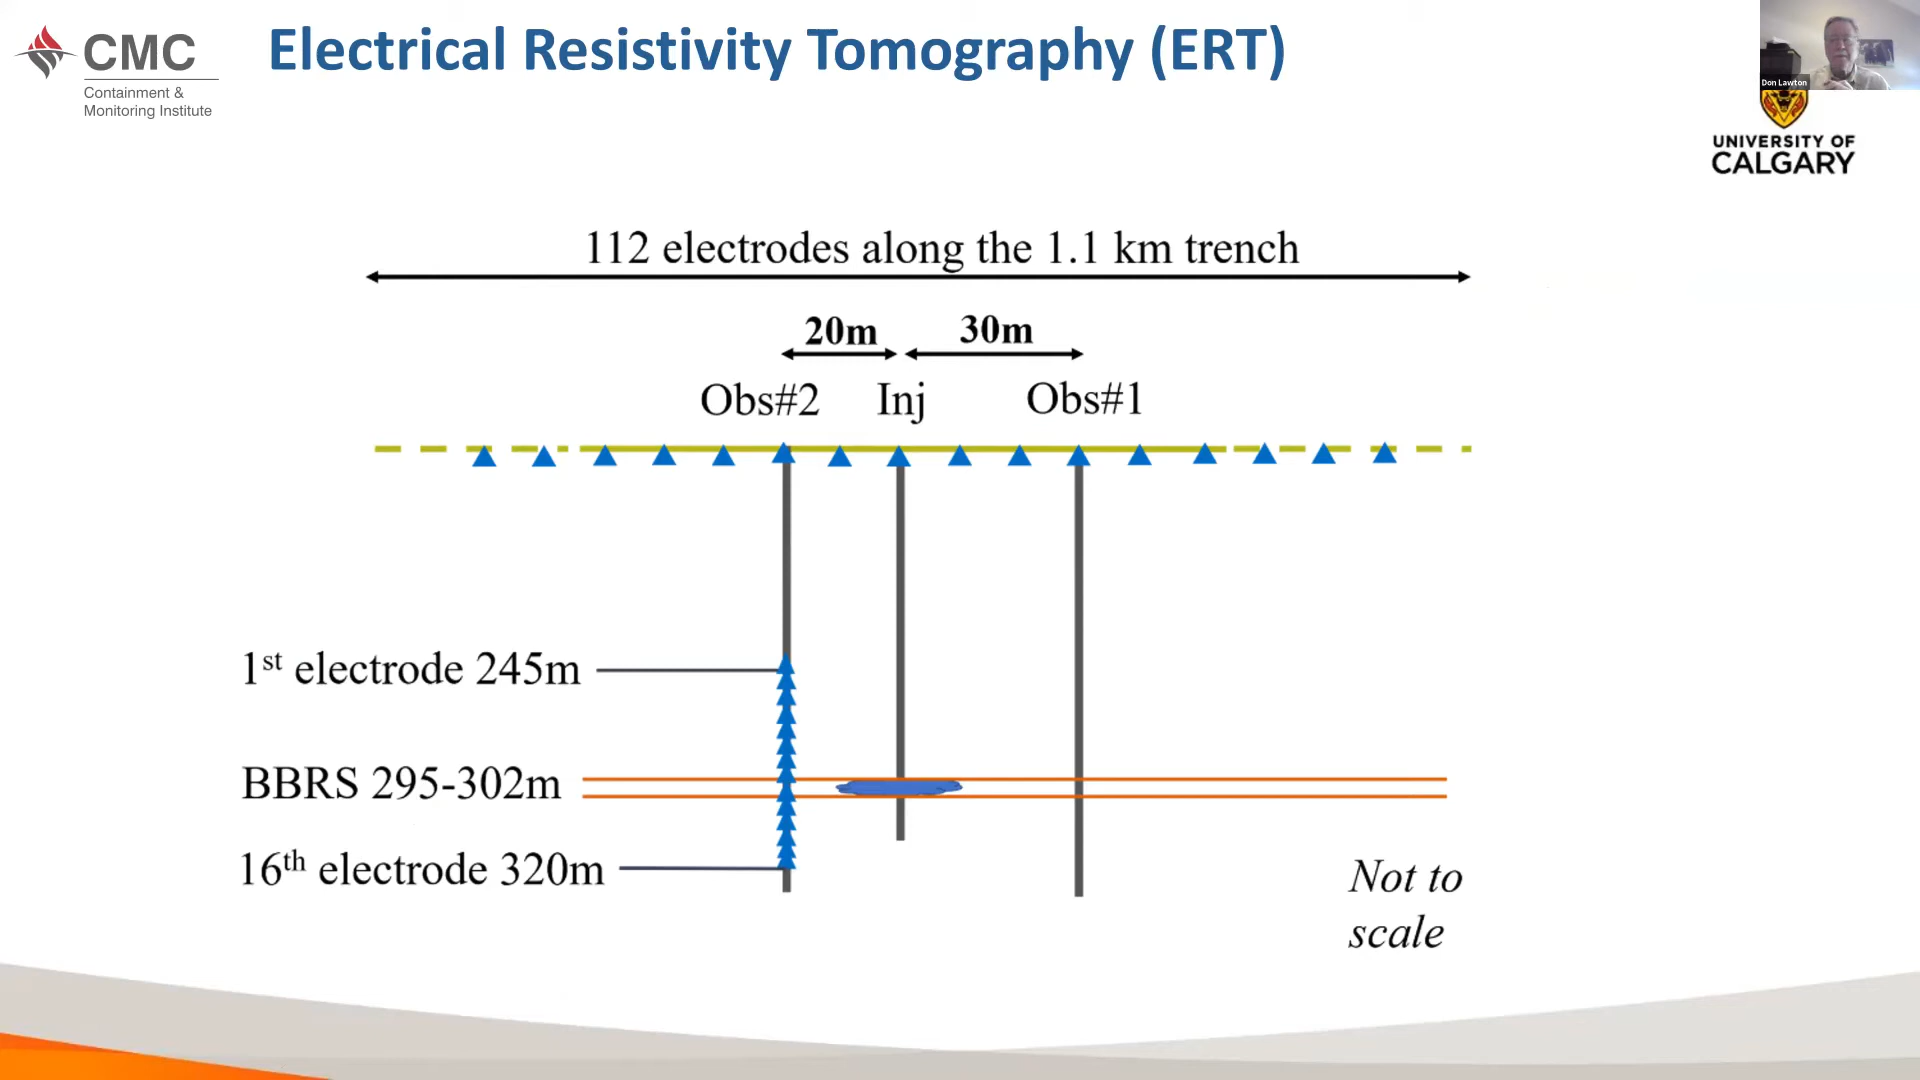 CMC
Containment &
Monitoring Institute
Electrical Resistivity Tomography (ERT)
Don Lawton
UNIVERSITY OF
CALGARY
112 electrodes along the 1.1 km trench
20m
30m
Obs#2
Inj
Obs#1
1st electrode 245m
BBRS 295-302m
16th electrode 320m
Not to
scale